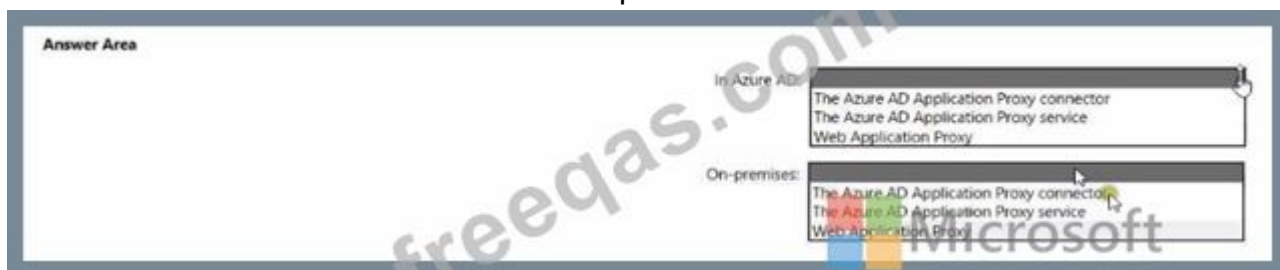 Answer Area
In Azure AD:
The Azure AD Application Proxy connector
The Azure AD Application Proxy service
Web Application Proxy
On-premises:
The Azure AD Application Proxy connector
The Azure AD Application Proxy service
Web Application Proxy
freeqas.com
Microsoft